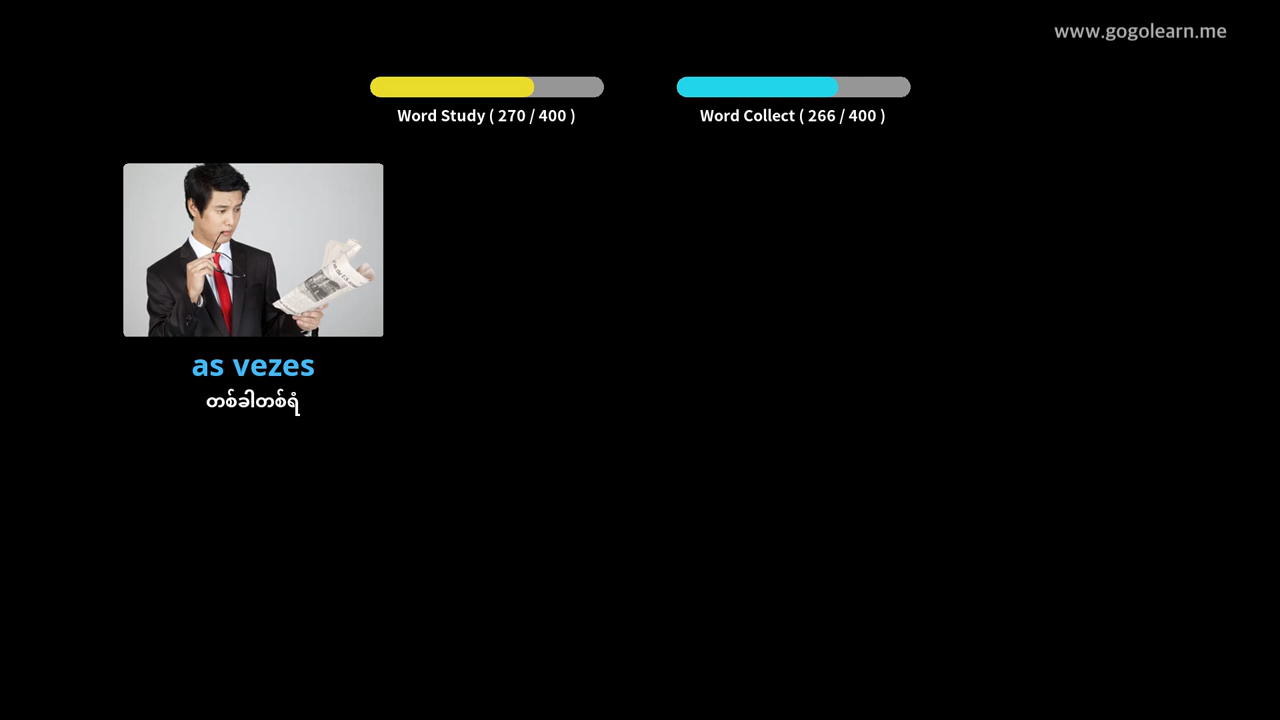 www.gogolearn.me
Word Study ( 270 / 400 )
Word Collect ( 266 / 400 )
as vezes
တစ်ခါတစ်ရံ